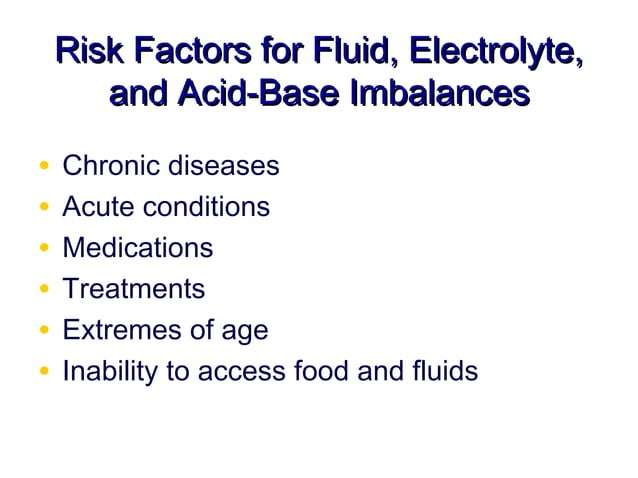 Risk Factors for Fluid, Electrolyte,
and Acid-Base Imbalances
• Chronic diseases
• Acute conditions
• Medications
• Treatments
• Extremes of age
• Inability to access food and fluids